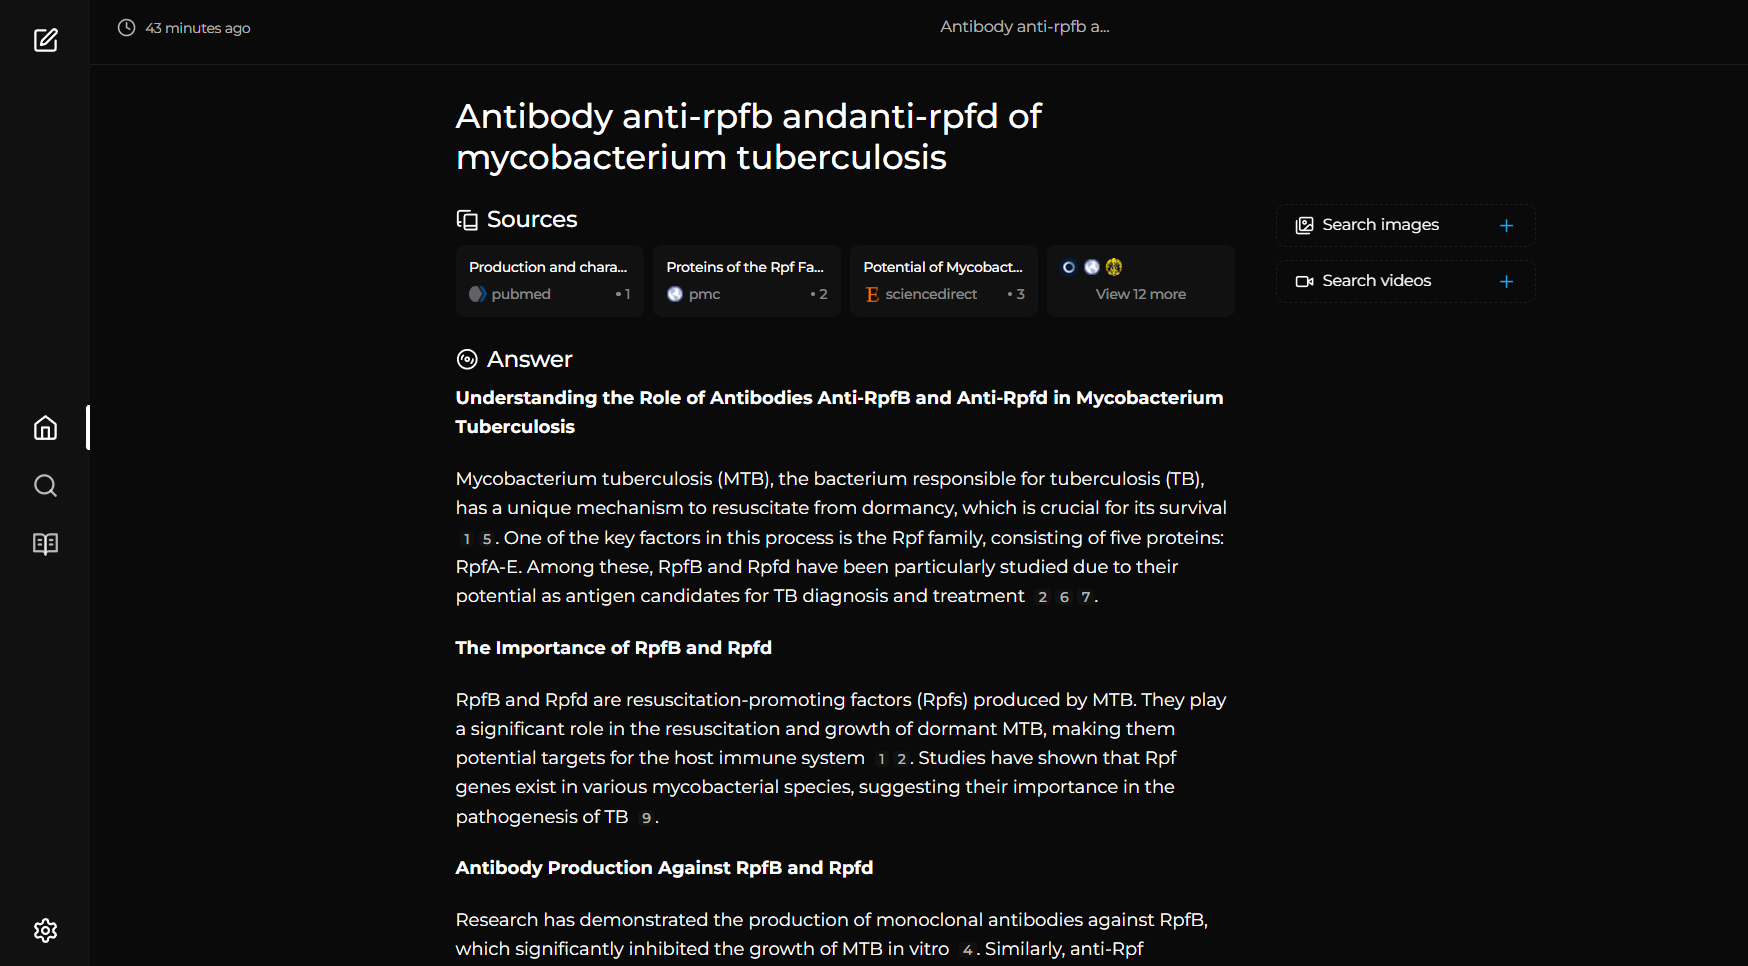 43 minutes ago
Antibody anti-rpfb a...
Antibody anti-rpfb andanti-rpfd of
mycobacterium tuberculosis
Sources
Production and chara...
pubmed • 1
Proteins of the Rpf Fa...
pmc • 2
Potential of Mycobact...
sciencedirect • 3
View 12 more
Search images +
Search videos +
Answer
Understanding the Role of Antibodies Anti-RpfB and Anti-Rpfd in Mycobacterium
Tuberculosis
Mycobacterium tuberculosis (MTB), the bacterium responsible for tuberculosis (TB),
has a unique mechanism to resuscitate from dormancy, which is crucial for its survival
1 5. One of the key factors in this process is the Rpf family, consisting of five proteins:
RpfA-E. Among these, RpfB and Rpfd have been particularly studied due to their
potential as antigen candidates for TB diagnosis and treatment 2 6 7.
The Importance of RpfB and Rpfd
RpfB and Rpfd are resuscitation-promoting factors (Rpfs) produced by MTB. They play
a significant role in the resuscitation and growth of dormant MTB, making them
potential targets for the host immune system 1 2. Studies have shown that Rpf
genes exist in various mycobacterial species, suggesting their importance in the
pathogenesis of TB 9.
Antibody Production Against RpfB and Rpfd
Research has demonstrated the production of monoclonal antibodies against RpfB,
which significantly inhibited the growth of MTB in vitro 4. Similarly, anti-Rpf